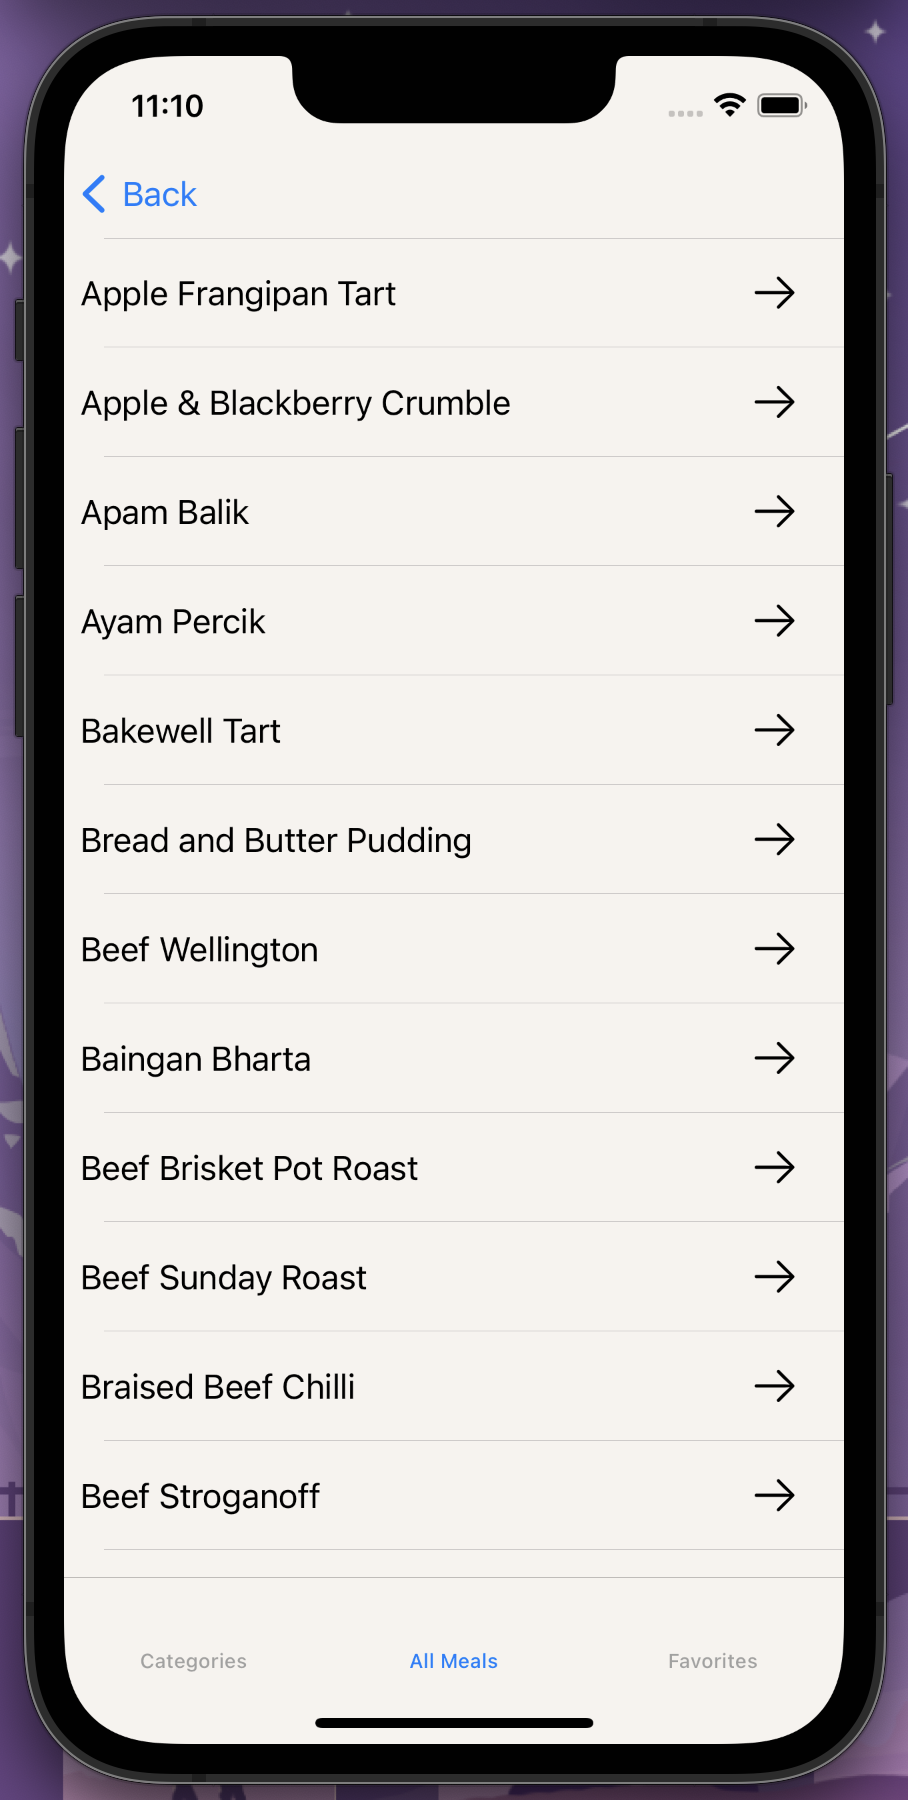 11:10
Back
Apple Frangipan Tart
Apple & Blackberry Crumble
Apam Balik
Ayam Percik
Bakewell Tart
Bread and Butter Pudding
Beef Wellington
Baingan Bharta
Beef Brisket Pot Roast
Beef Sunday Roast
Braised Beef Chilli
Beef Stroganoff
Categories
All Meals
Favorites